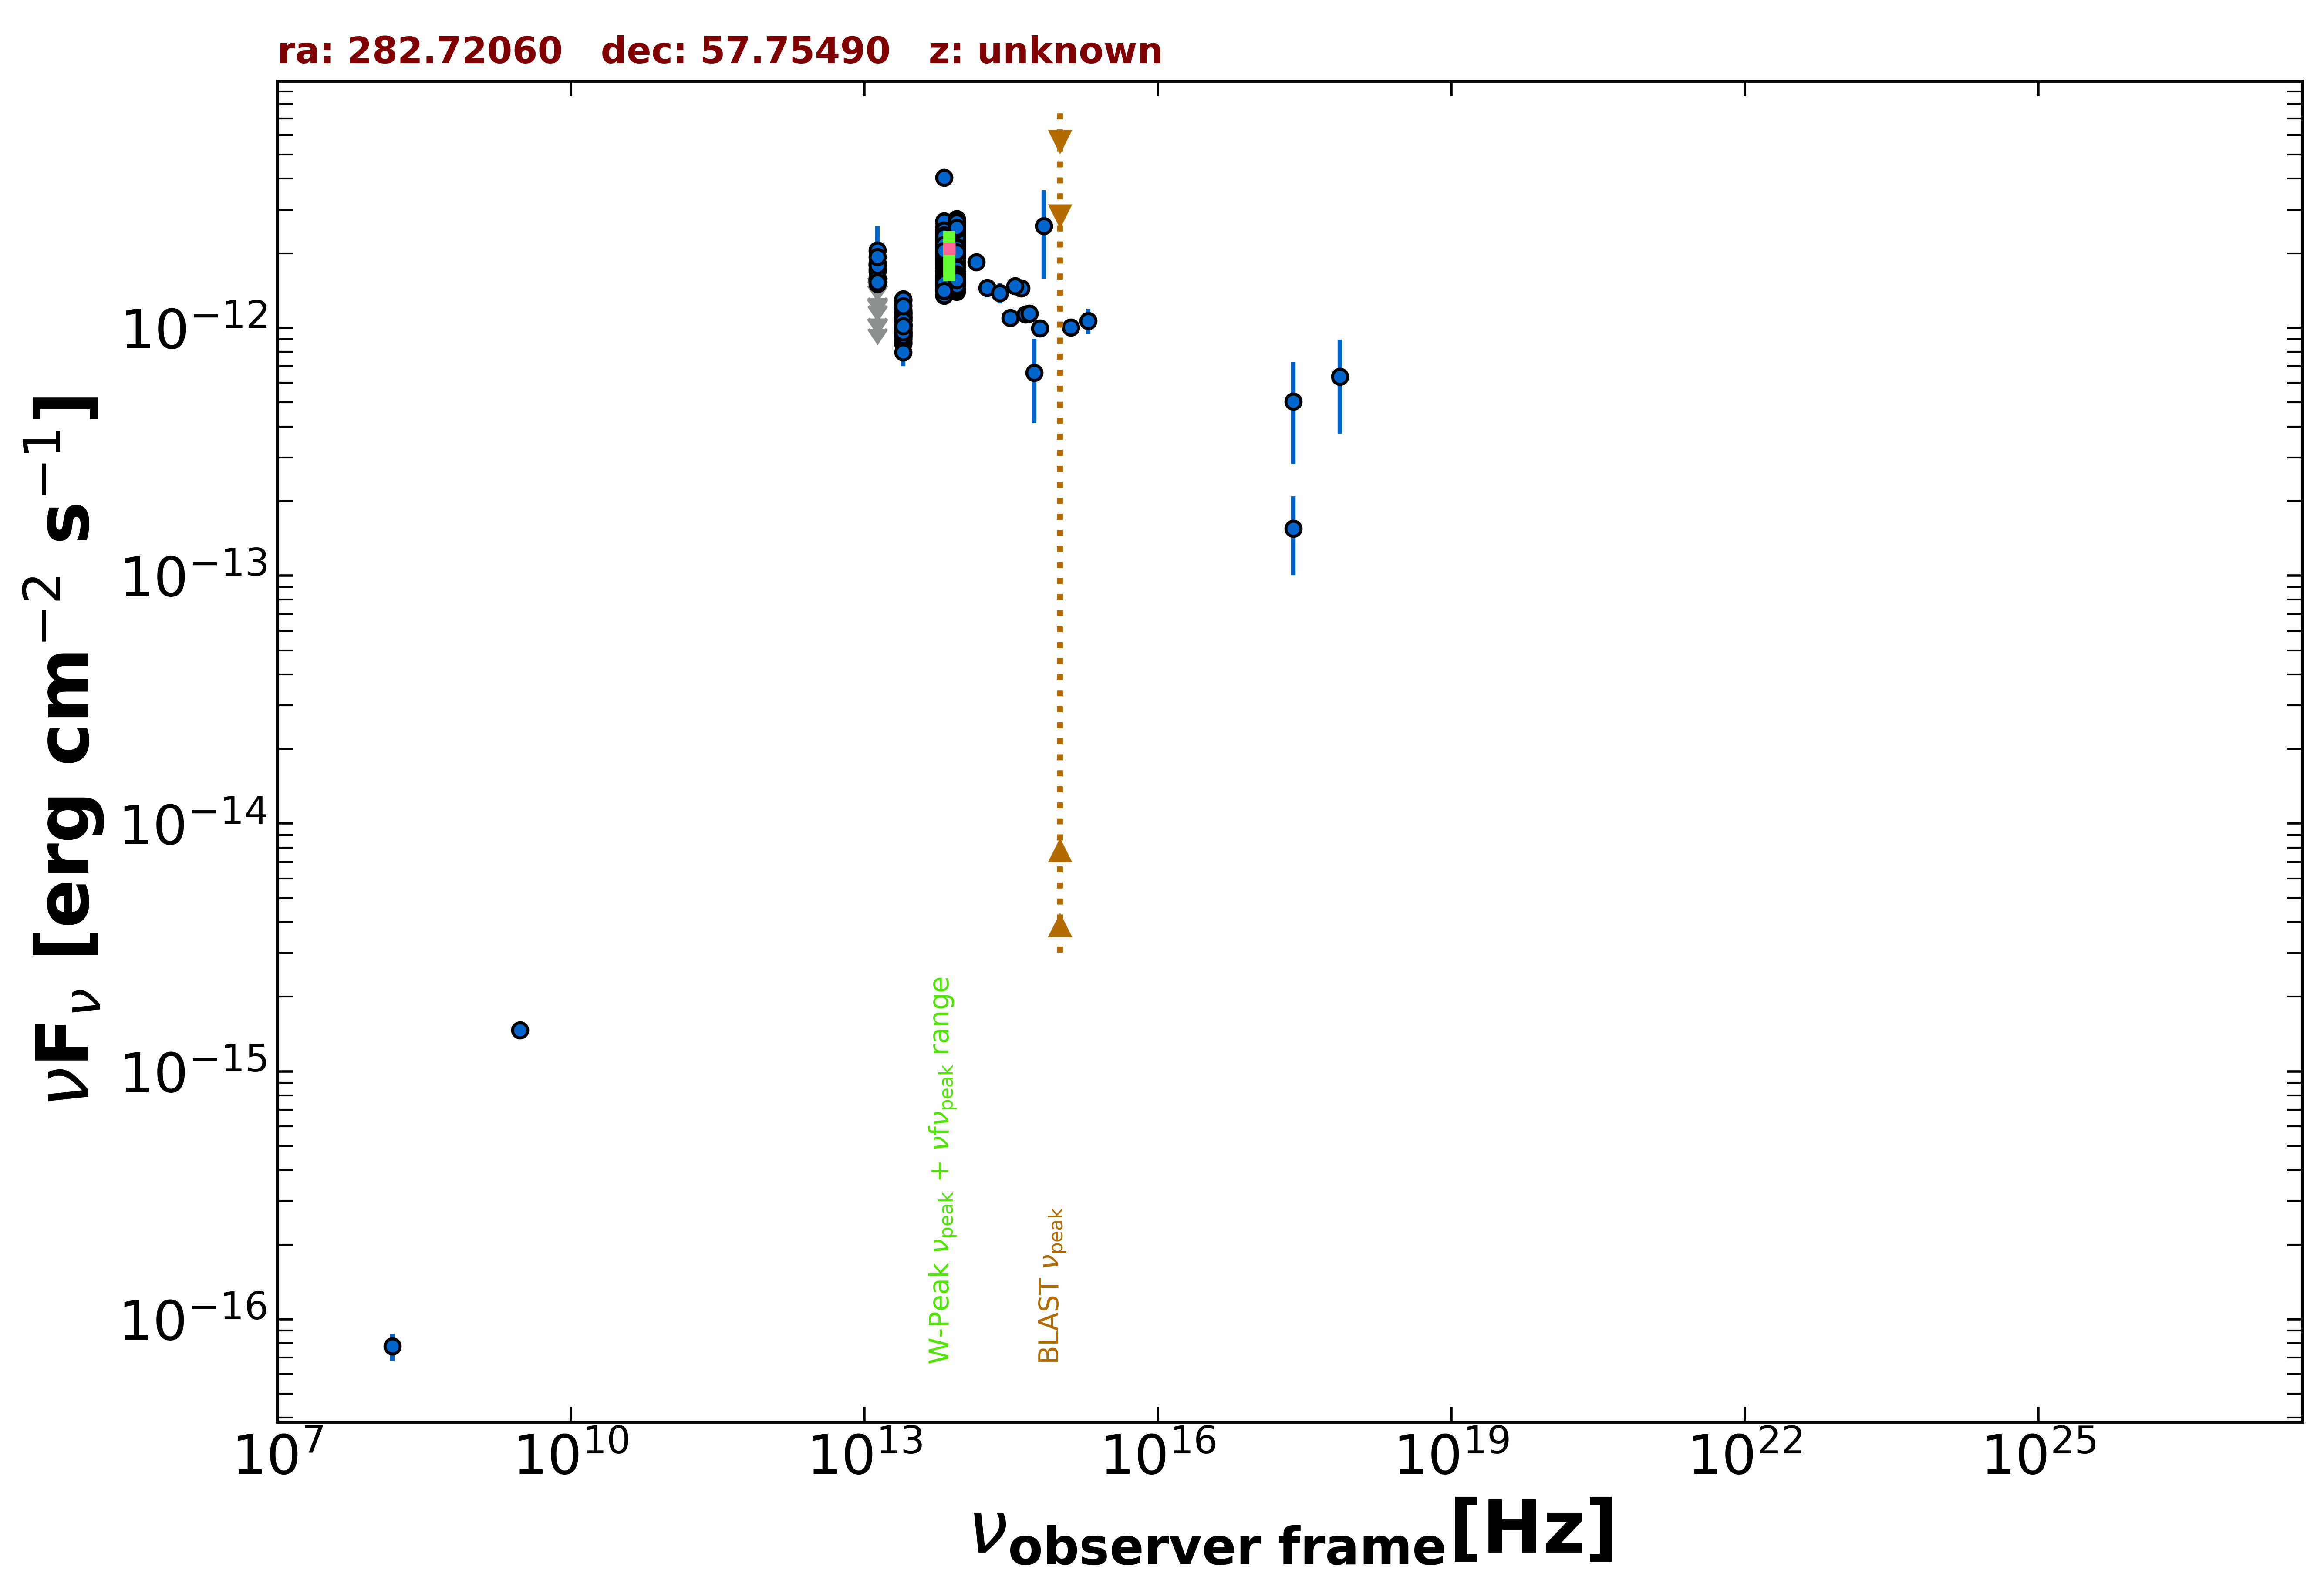 ra: 282.72060 dec: 57.75490 z: unknown
νFν [erg cm⁻² s⁻¹]
10⁻¹²
10⁻¹³
10⁻¹⁴
10⁻¹⁵
10⁻¹⁶
W-Peak νpeak + νfνpeak range
BLAST νpeak
10⁷ 10¹⁰ 10¹³ 10¹⁶ 10¹⁹ 10²² 10²⁵
νobserver frame[Hz]